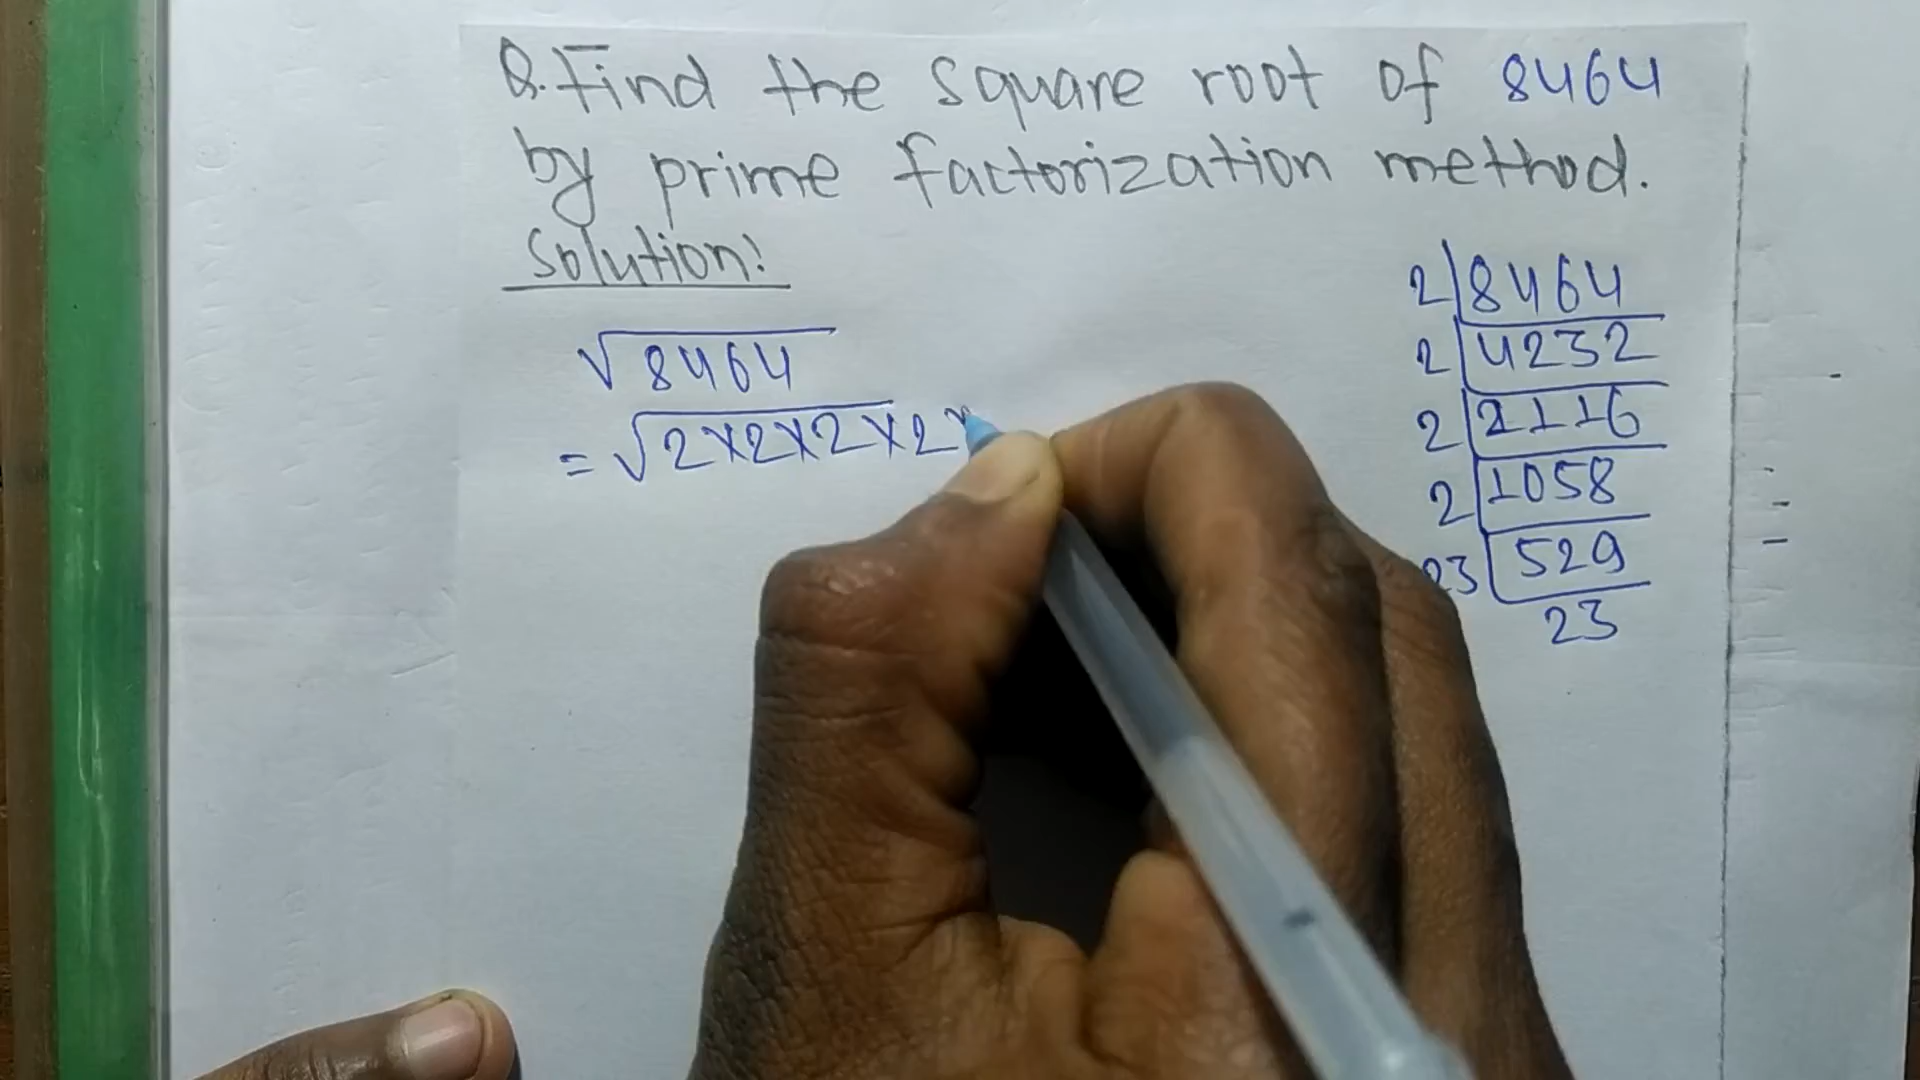 Q. Find the square root of 8464
by prime factorization method.
Solution:
√8464
= √2×2×2×2×
2 8464
2 4232
2 2116
2 1058
23 529
23